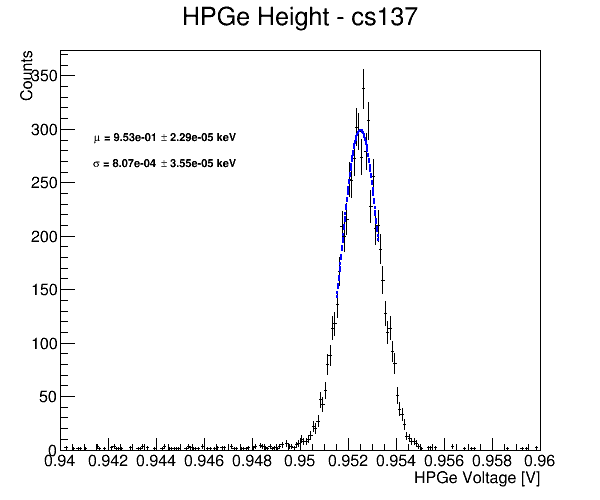 HPGe Height - cs137
Counts
350
300
250
200
150
100
50
0
μ = 9.53e-01 ± 2.29e-05 keV
σ = 8.07e-04 ± 3.55e-05 keV
0.94 0.942 0.944 0.946 0.948 0.95 0.952 0.954 0.956 0.958 0.96
HPGe Voltage [V]